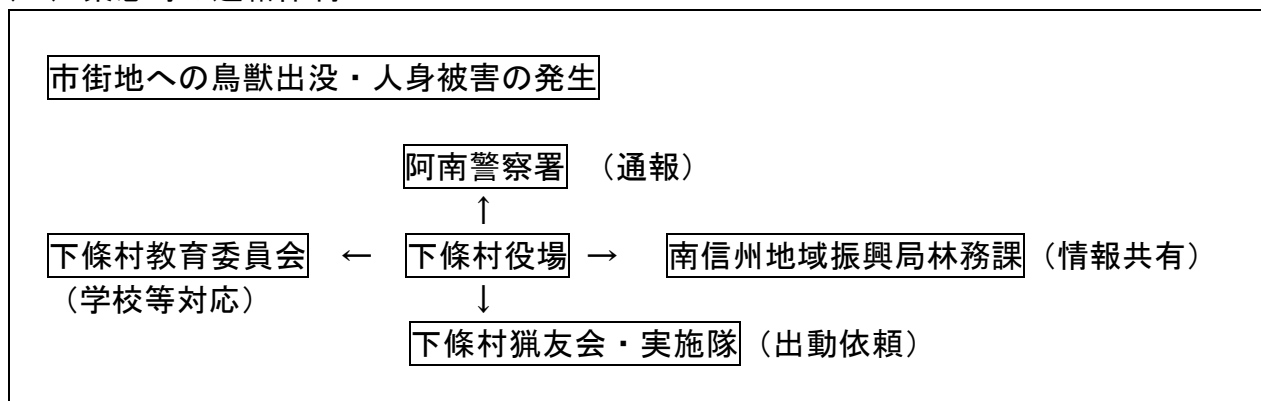 市街地への鳥獣出没・人身被害の発生
阿南警察署 （通報）
↑
下條村教育委員会 ← 下條村役場 → 南信州地域振興局林務課（情報共有）
（学校等対応） ↓
下條村猟友会・実施隊（出動依頼）